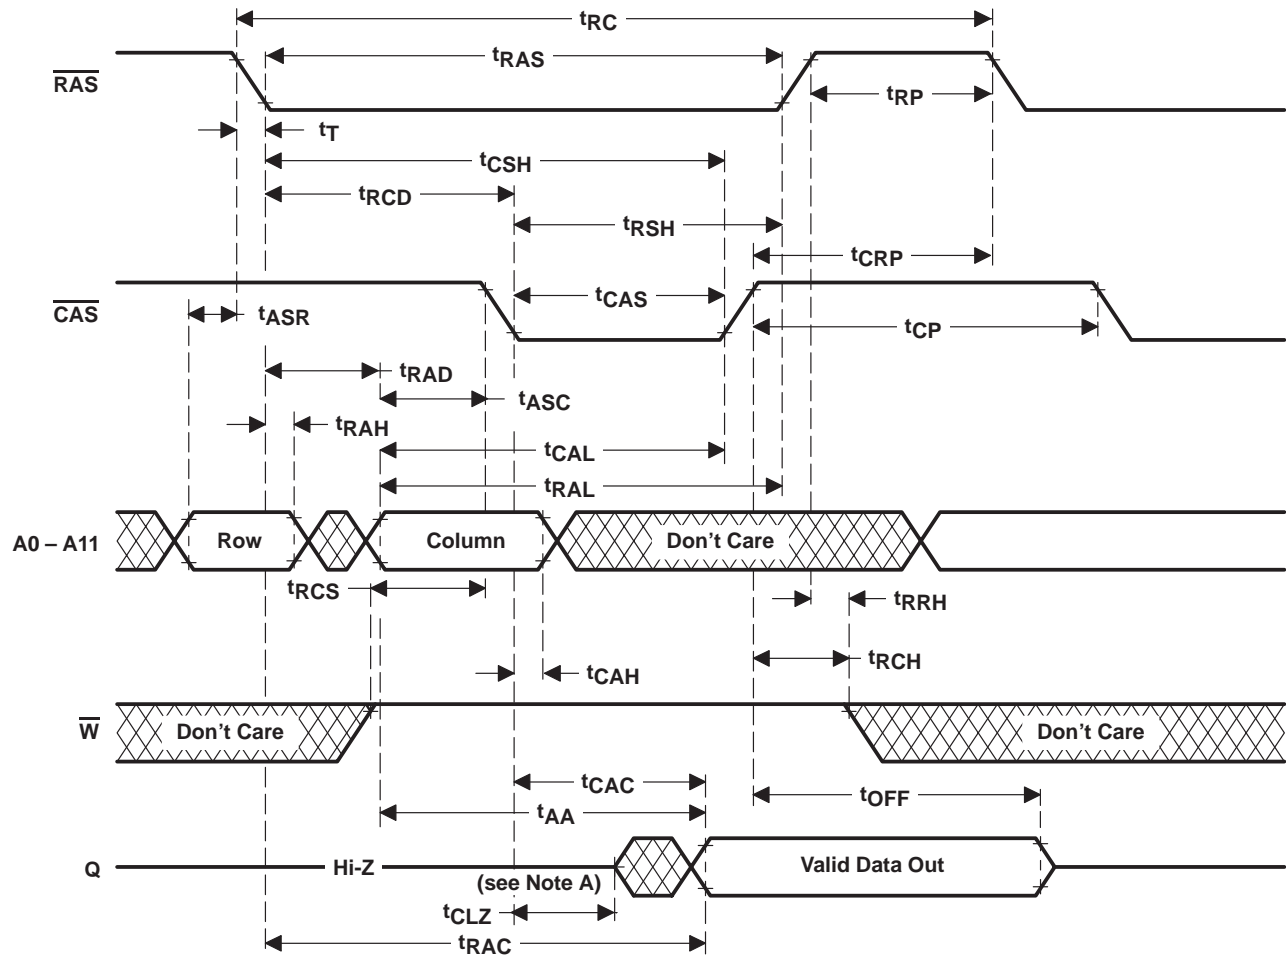 tRC
tRAS
RAS
tRP
tT
tCSH
tRCD
tRSH
tCRP
CAS
tCAS
tASR
tCP
tRAD
tASC
tRAH
tCAL
tRAL
A0 – A11
Row
Column
Don't Care
tRCS
tRRH
tRCH
tCAH
W
Don't Care
Don't Care
tCAC
tOFF
tAA
Q
Hi-Z
Valid Data Out
(see Note A)
tCLZ
tRAC